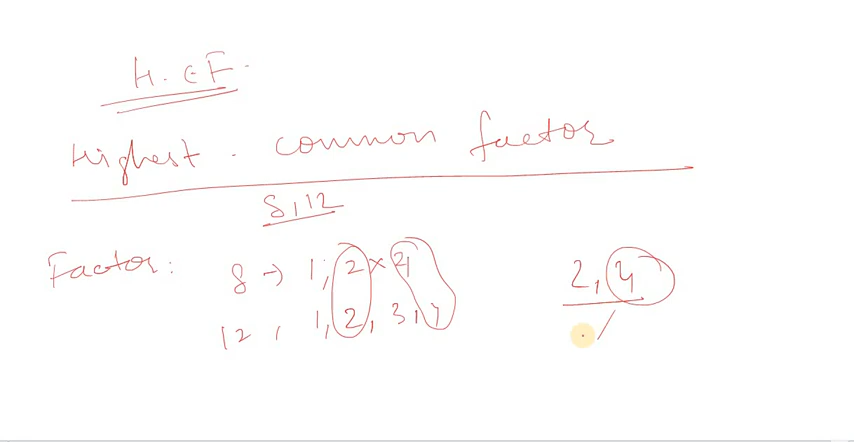 H.C.F.
Highest. common factor
8,12
Factor: 8 → 1, 2 × 4,
12, 1, 2, 3, 4
2, 4